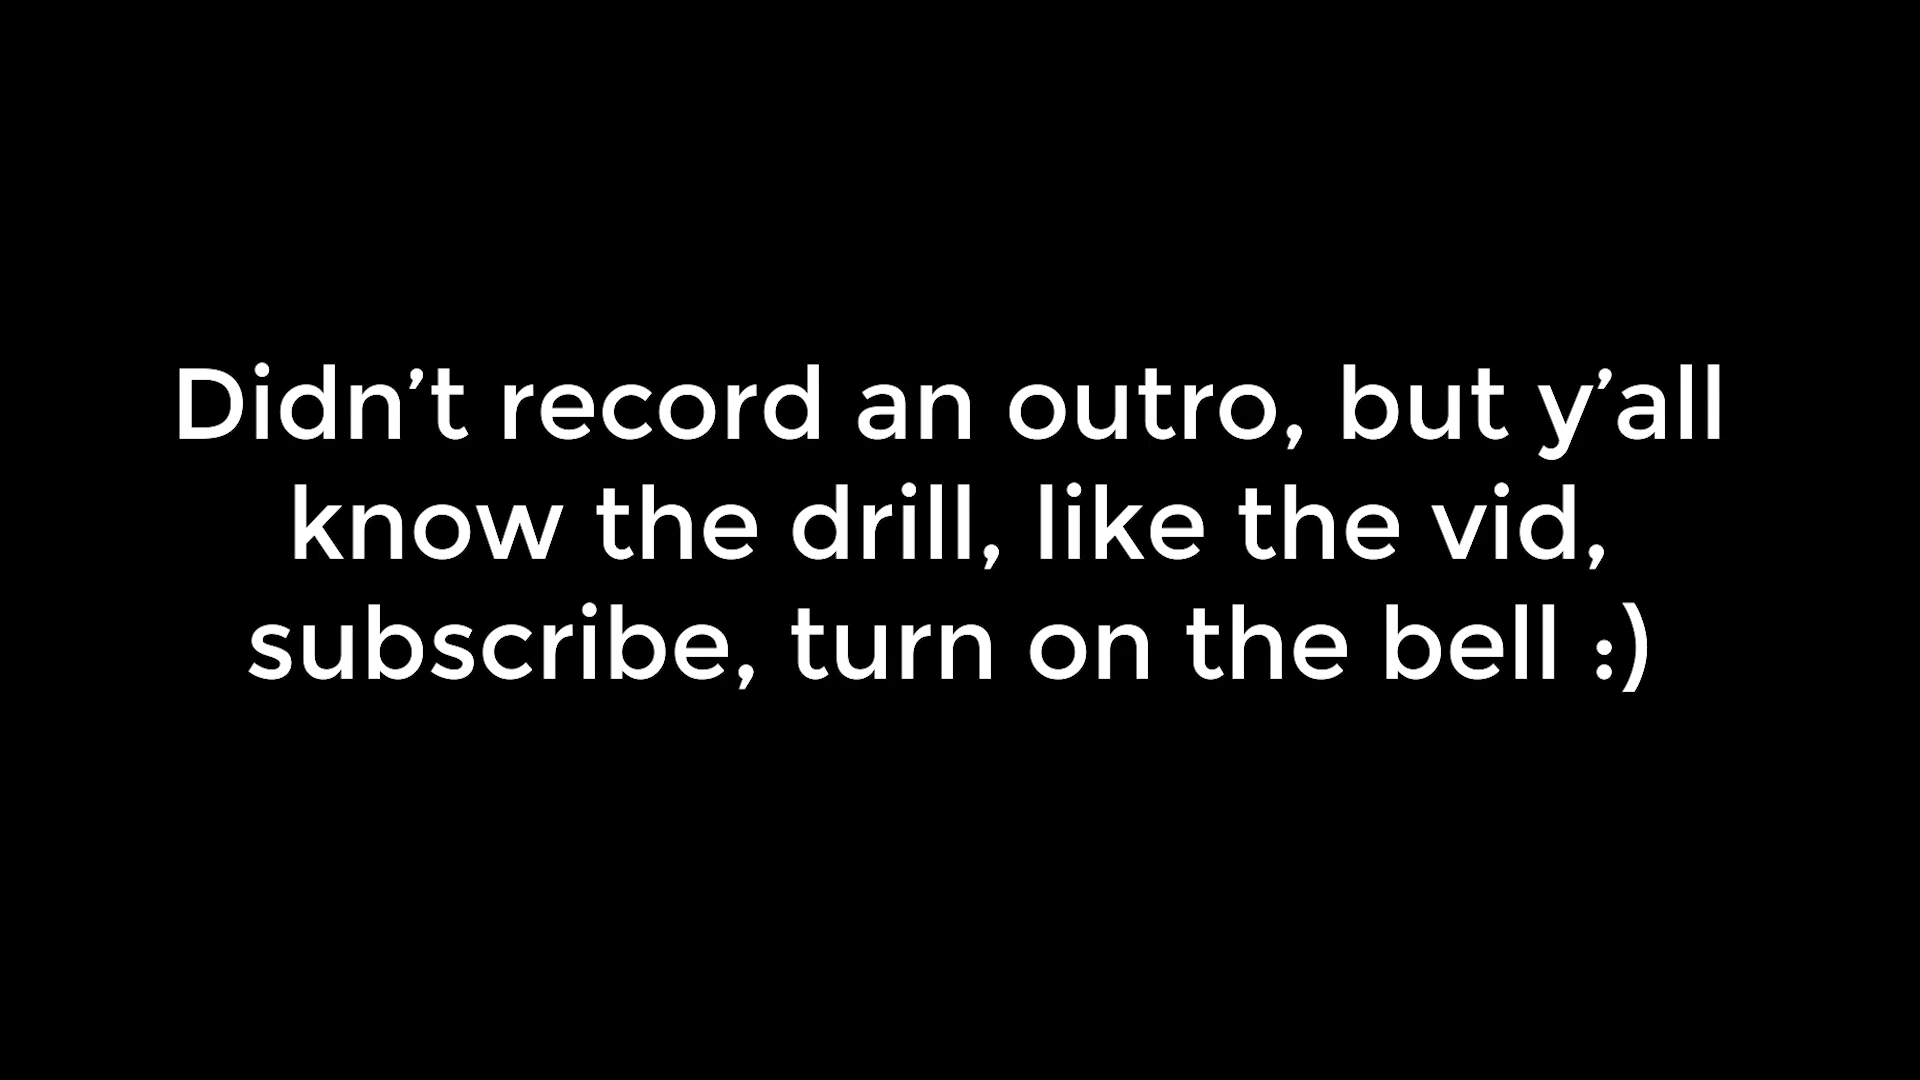 Didn’t record an outro, but y’all
know the drill, like the vid,
subscribe, turn on the bell :)